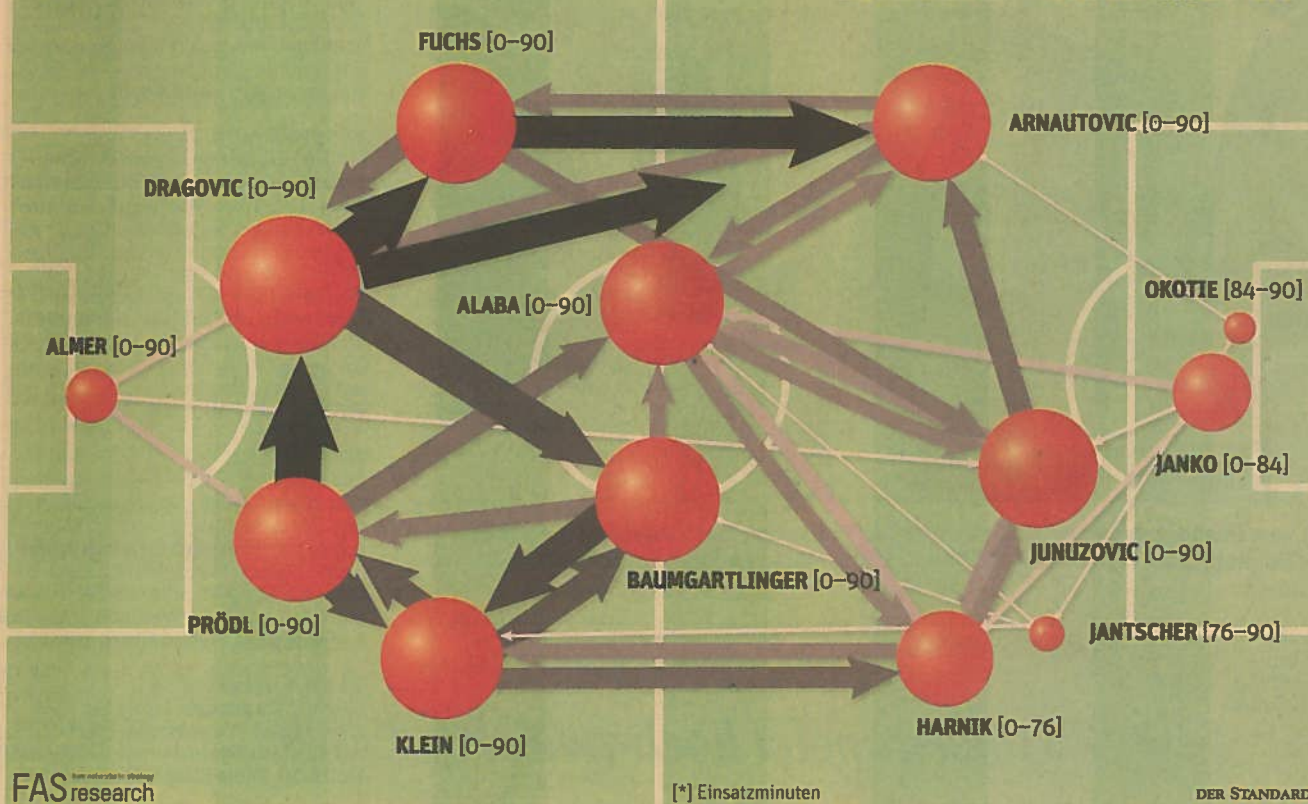 FUCHS [0–90]
ARNAUTOVIC [0–90]
DRAGOVIC [0–90]
OKOTIE [84–90]
ALABA [0–90]
ALMER [0–90]
JANKO [0–84]
JUNUZOVIC [0–90]
BAUMGARTLINGER [0–90]
PRÖDL [0-90]
JANTSCHER [76–90]
HARNIK [0–76]
KLEIN [0–90]
FAS research
[*] Einsatzminuten
DER STANDARD